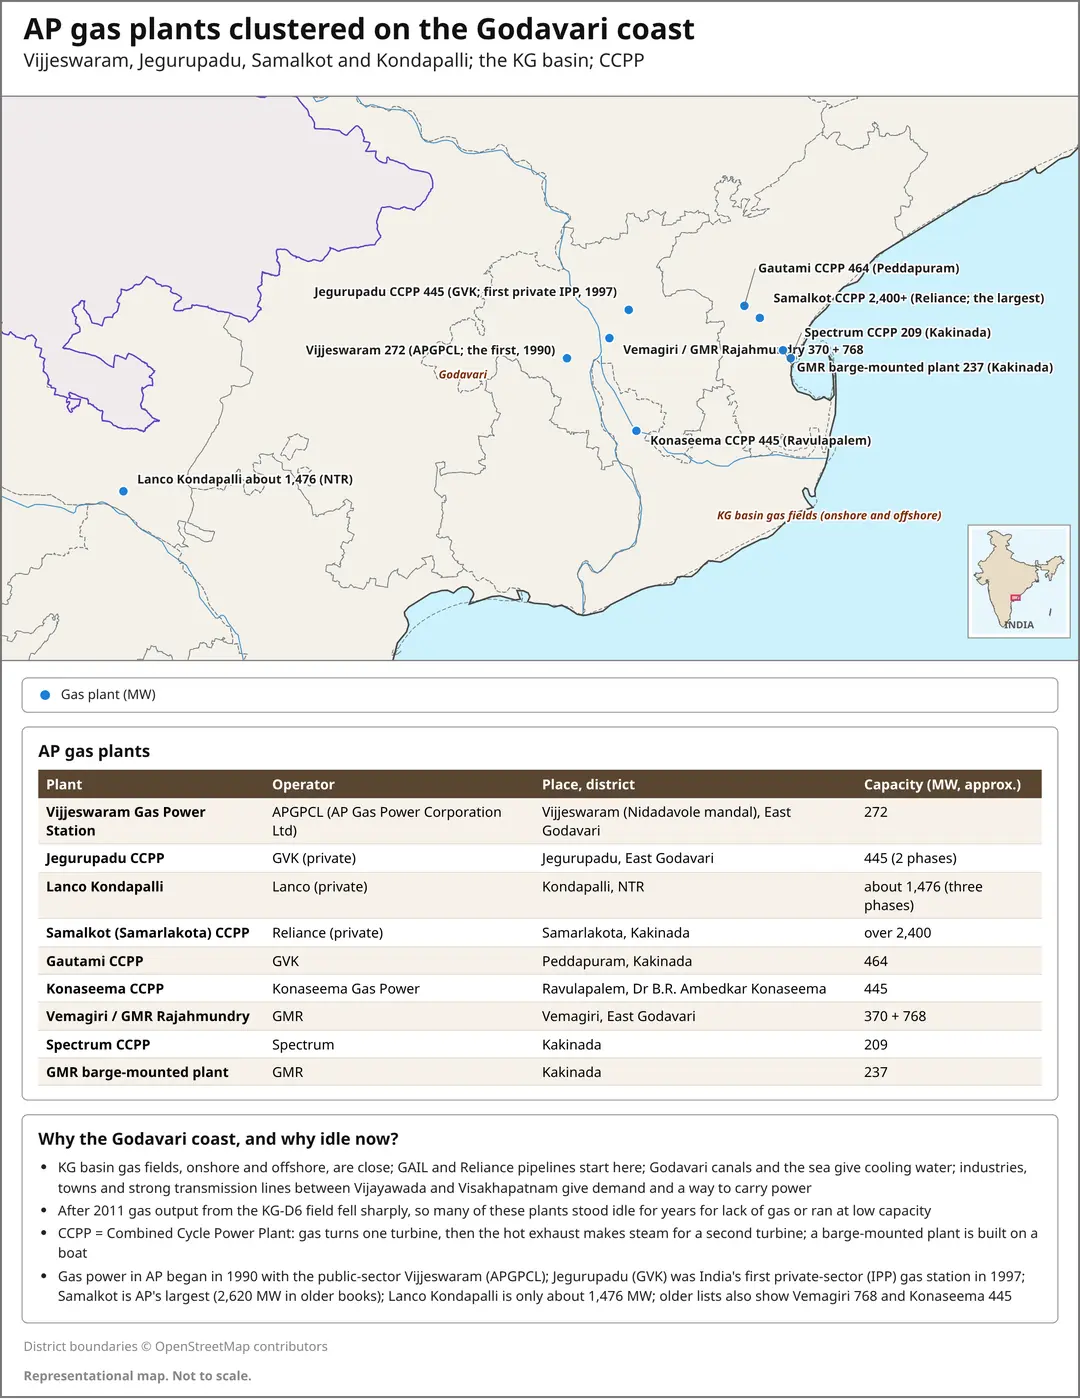 AP gas plants clustered on the Godavari coast
Vijjeswaram, Jegurupadu, Samalkot and Kondapalli; the KG basin; CCPP
Gautami CCPP 464 (Peddapuram)
Jegurupadu CCPP 445 (GVK; first private IPP, 1997)
Samalkot CCPP 2,400+ (Reliance; the largest)
Spectrum CCPP 209 (Kakinada)
Vijjeswaram 272 (APGPCL; the first, 1990)
Vemagiri / GMR Rajahmundry 370 + 768
GMR barge-mounted plant 237 (Kakinada)
Godavari
Konaseema CCPP 445 (Ravulapalem)
Lanco Kondapalli about 1,476 (NTR)
KG basin gas fields (onshore and offshore)
INDIA
Gas plant (MW)
AP gas plants
Plant Operator Place, district Capacity (MW, approx.)
Vijjeswaram Gas Power Station APGPCL (AP Gas Power Corporation Ltd) Vijjeswaram (Nidadavole mandal), East Godavari 272
Jegurupadu CCPP GVK (private) Jegurupadu, East Godavari 445 (2 phases)
Lanco Kondapalli Lanco (private) Kondapalli, NTR about 1,476 (three phases)
Samalkot (Samarlakota) CCPP Reliance (private) Samarlakota, Kakinada over 2,400
Gautami CCPP GVK Peddapuram, Kakinada 464
Konaseema CCPP Konaseema Gas Power Ravulapalem, Dr B.R. Ambedkar Konaseema 445
Vemagiri / GMR Rajahmundry GMR Vemagiri, East Godavari 370 + 768
Spectrum CCPP Spectrum Kakinada 209
GMR barge-mounted plant GMR Kakinada 237
Why the Godavari coast, and why idle now?
• KG basin gas fields, onshore and offshore, are close; GAIL and Reliance pipelines start here; Godavari canals and the sea give cooling water; industries,
towns and strong transmission lines between Vijayawada and Visakhapatnam give demand and a way to carry power
• After 2011 gas output from the KG-D6 field fell sharply, so many of these plants stood idle for years for lack of gas or ran at low capacity
• CCPP = Combined Cycle Power Plant: gas turns one turbine, then the hot exhaust makes steam for a second turbine; a barge-mounted plant is built on a
boat
• Gas power in AP began in 1990 with the public-sector Vijjeswaram (APGPCL); Jegurupadu (GVK) was India's first private-sector (IPP) gas station in 1997;
Samalkot is AP's largest (2,620 MW in older books); Lanco Kondapalli is only about 1,476 MW; older lists also show Vemagiri 768 and Konaseema 445
District boundaries © OpenStreetMap contributors
Representational map. Not to scale.